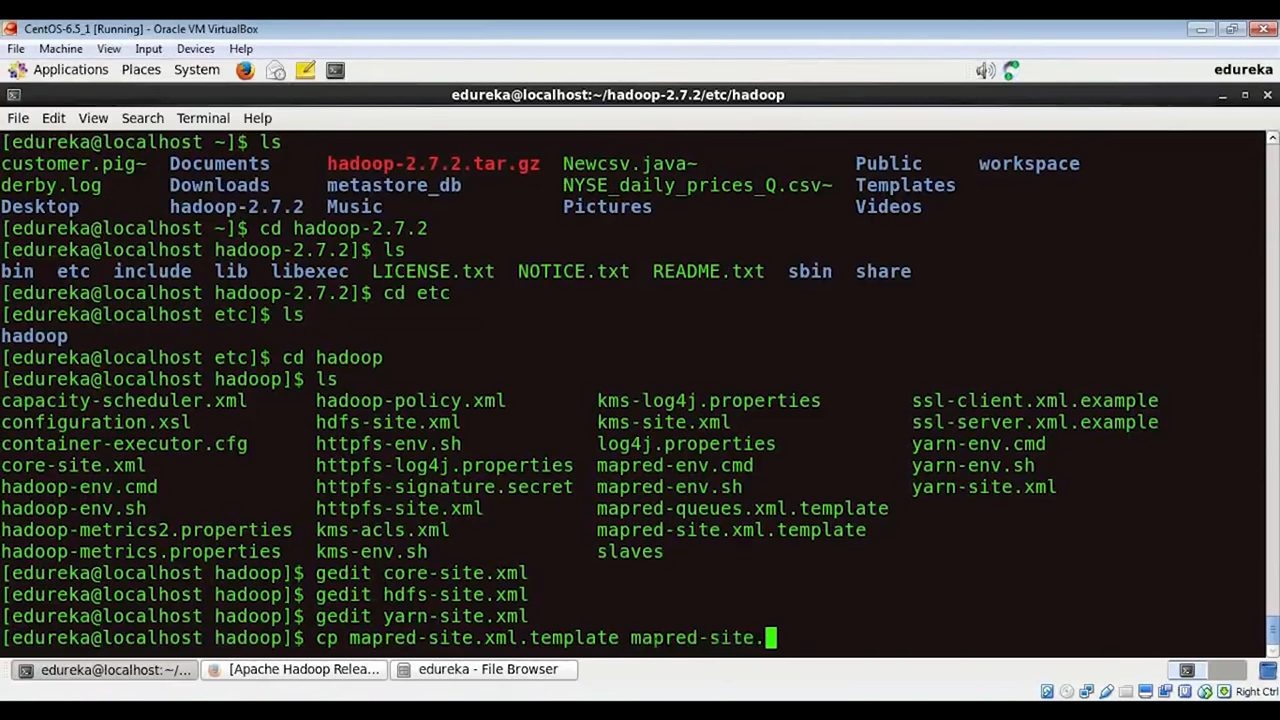 CentOS-6.5_1 [Running] - Oracle VM VirtualBox
File Machine View Input Devices Help
Applications Places System edureka
edureka@localhost:~/hadoop-2.7.2/etc/hadoop
File Edit View Search Terminal Help
[edureka@localhost ~]$ ls
customer.pig~ Documents hadoop-2.7.2.tar.gz Newcsv.java~ Public workspace
derby.log Downloads metastore_db NYSE_daily_prices_Q.csv~ Templates
Desktop hadoop-2.7.2 Music Pictures Videos
[edureka@localhost ~]$ cd hadoop-2.7.2
[edureka@localhost hadoop-2.7.2]$ ls
bin etc include lib libexec LICENSE.txt NOTICE.txt README.txt sbin share
[edureka@localhost hadoop-2.7.2]$ cd etc
[edureka@localhost etc]$ ls
hadoop
[edureka@localhost etc]$ cd hadoop
[edureka@localhost hadoop]$ ls
capacity-scheduler.xml hadoop-policy.xml kms-log4j.properties ssl-client.xml.example
configuration.xsl hdfs-site.xml kms-site.xml ssl-server.xml.example
container-executor.cfg httpfs-env.sh log4j.properties yarn-env.cmd
core-site.xml httpfs-log4j.properties mapred-env.cmd yarn-env.sh
hadoop-env.cmd httpfs-signature.secret mapred-env.sh yarn-site.xml
hadoop-env.sh httpfs-site.xml mapred-queues.xml.template
hadoop-metrics2.properties kms-acls.xml mapred-site.xml.template
hadoop-metrics.properties kms-env.sh slaves
[edureka@localhost hadoop]$ gedit core-site.xml
[edureka@localhost hadoop]$ gedit hdfs-site.xml
[edureka@localhost hadoop]$ gedit yarn-site.xml
[edureka@localhost hadoop]$ cp mapred-site.xml.template mapred-site.
edureka@localhost:~/... [Apache Hadoop Relea... edureka - File Browser
Right Ctrl